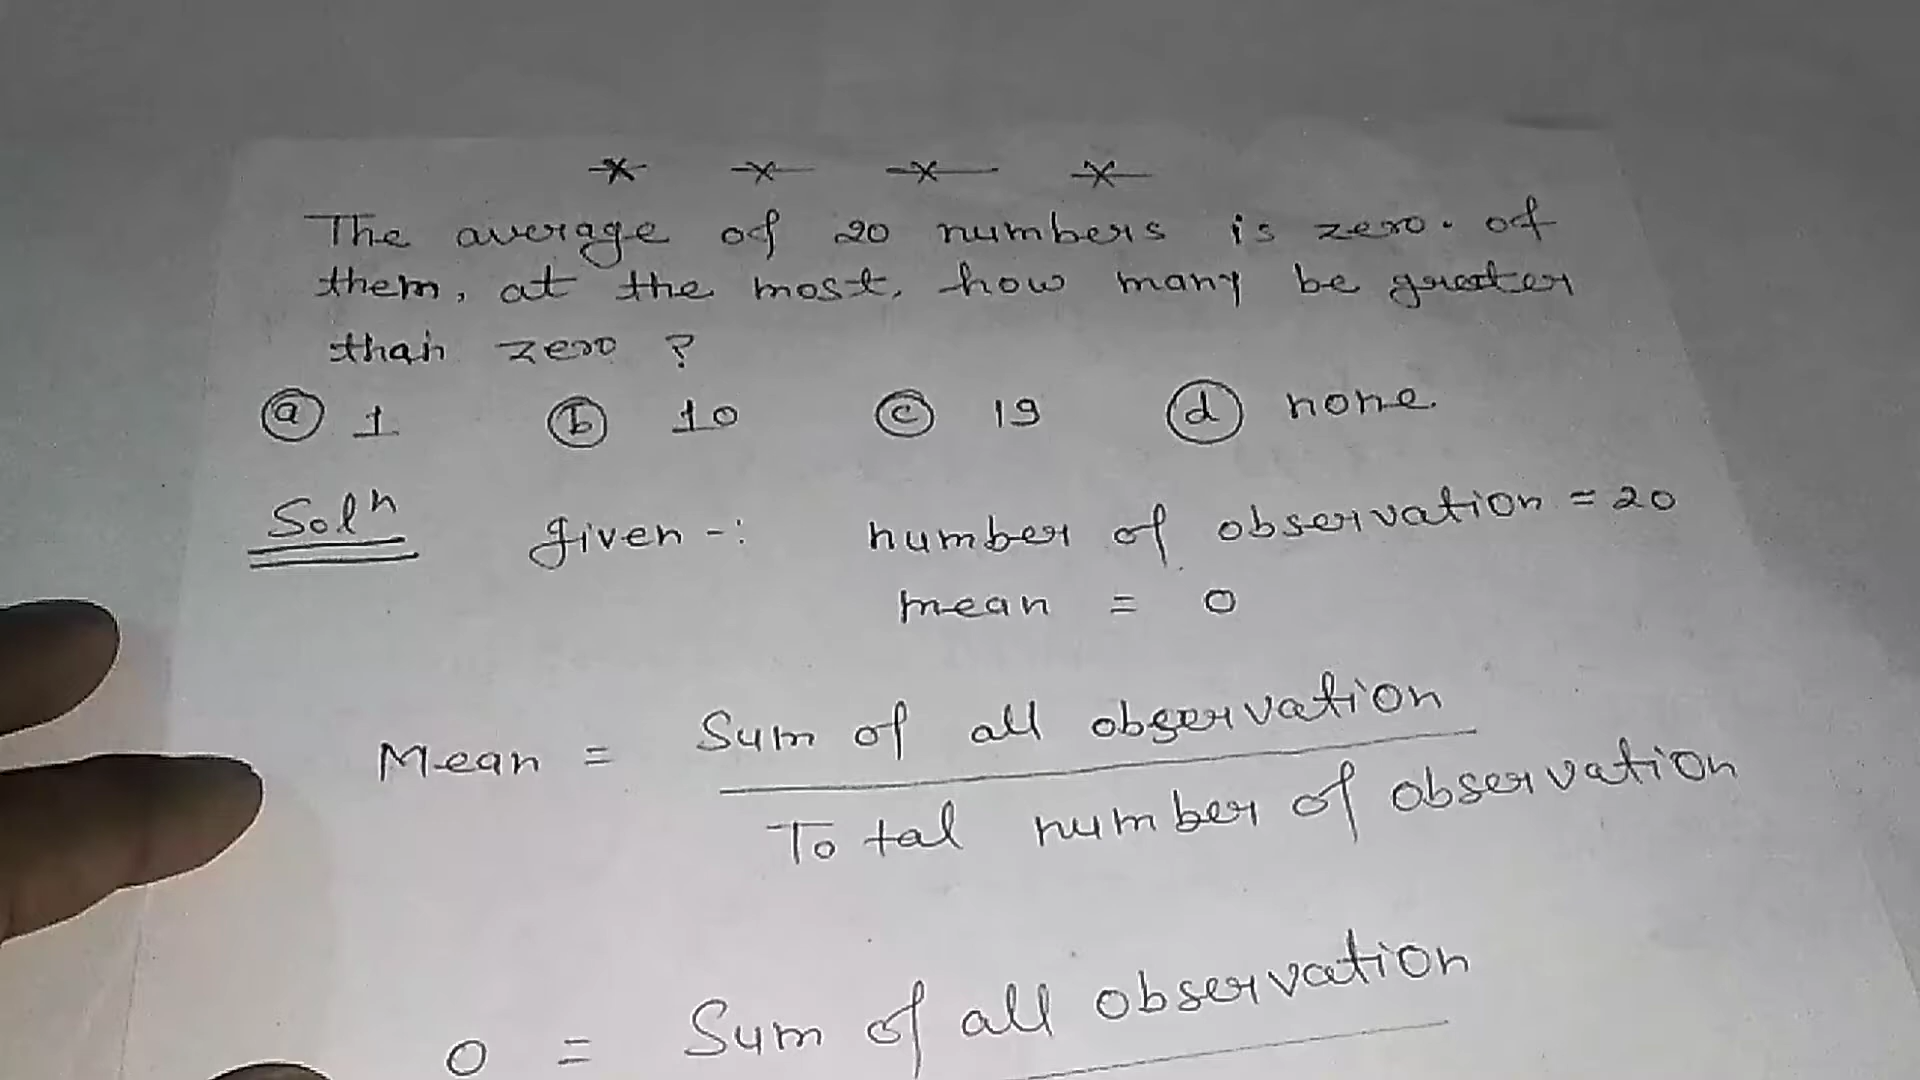 The average of 20 numbers is zero. of
them, at the most, how many be greater
than zero ?
(a) 1 (b) 10 (c) 19 (d) none.
Solⁿ given -: number of observation = 20
mean = 0
Mean = Sum of all observation
Total number of observation
0 = Sum of all observation